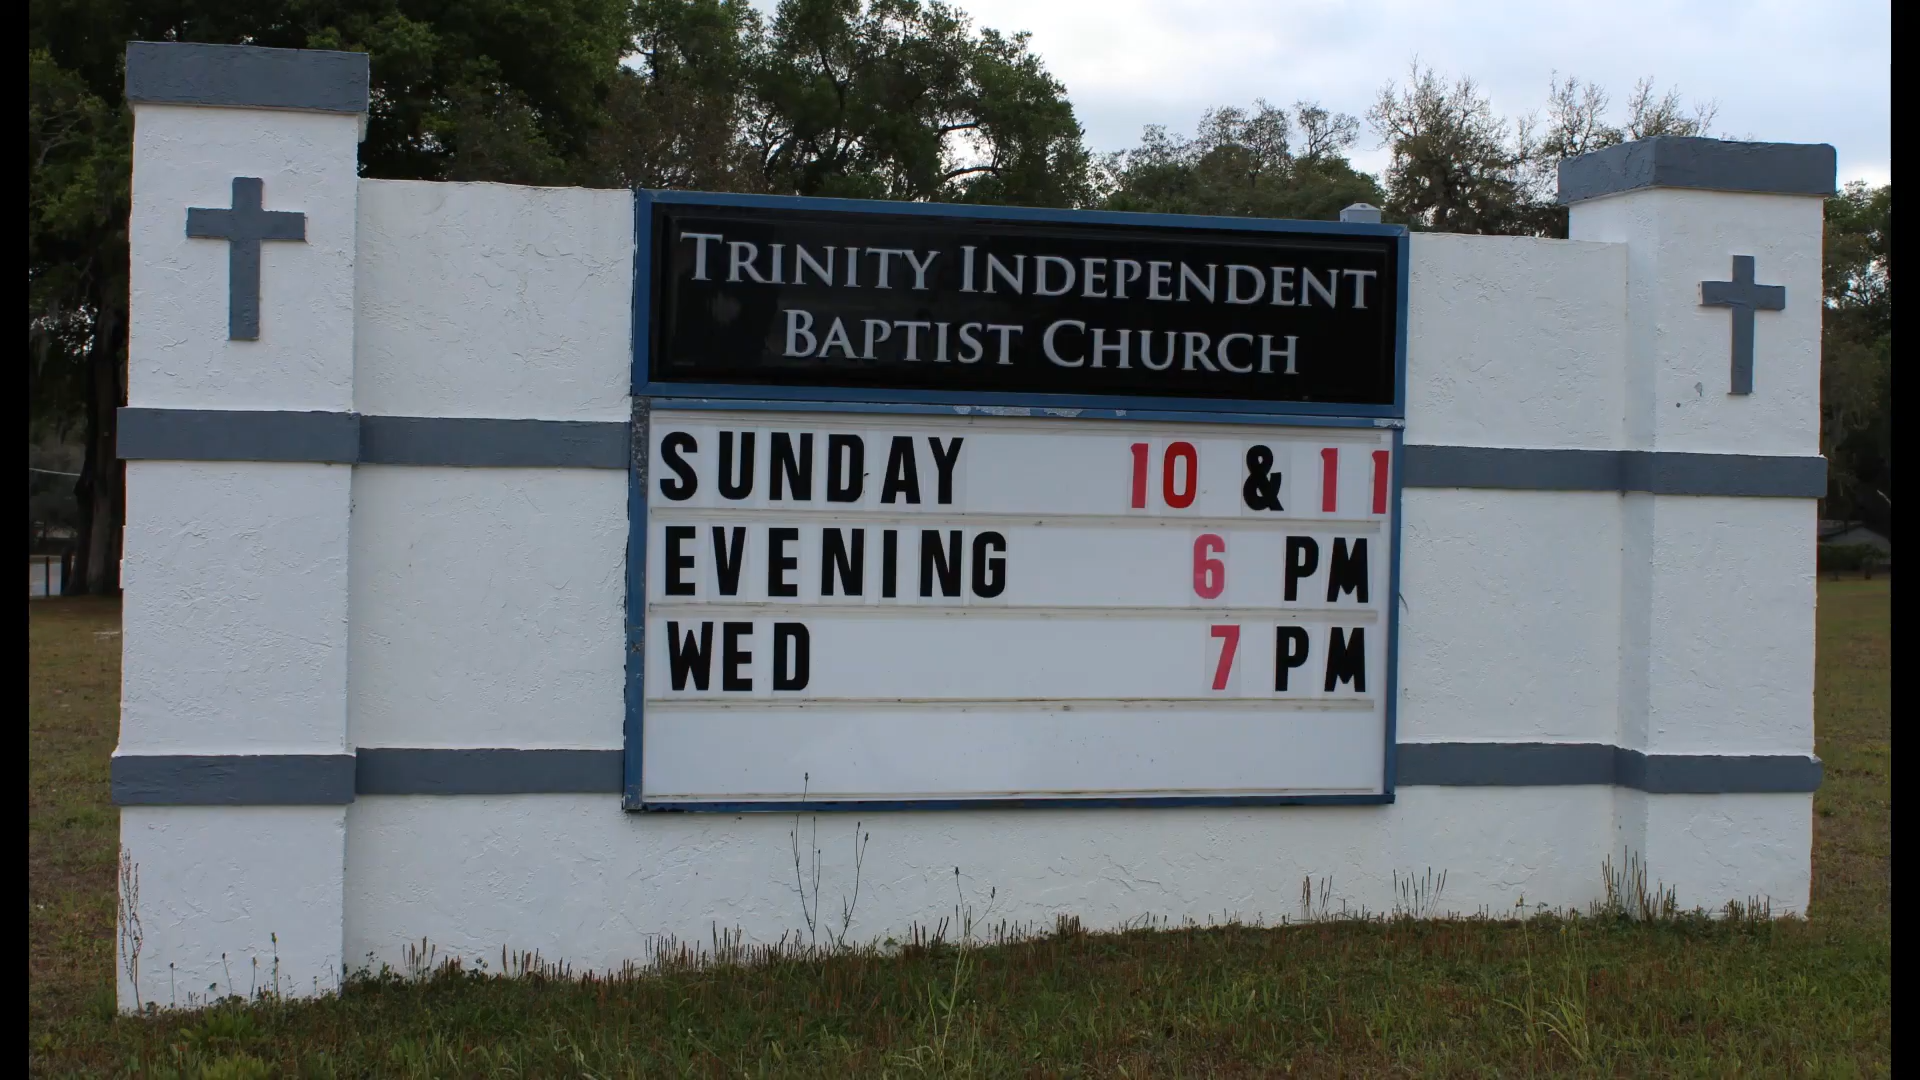 TRINITY INDEPENDENT
BAPTIST CHURCH
SUNDAY 10 & 11
EVENING 6 PM
WED 7 PM